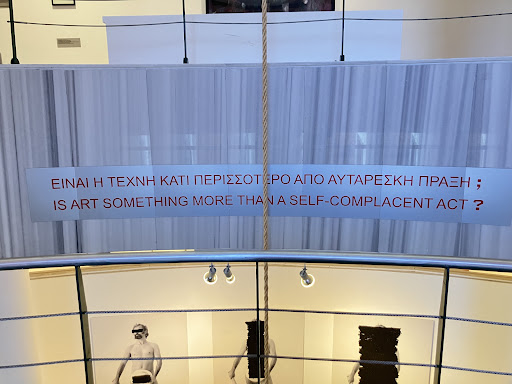 ΕΙΝΑΙ Η ΤΕΧΝΗ ΚΑΤΙ ΠΕΡΙΣΣΟΤΕΡΟ ΑΠΟ ΑΥΤΑΡΕΣΚΗ ΠΡΑΞΗ ;
IS ART SOMETHING MORE THAN A SELF-COMPLACENT ACT ?